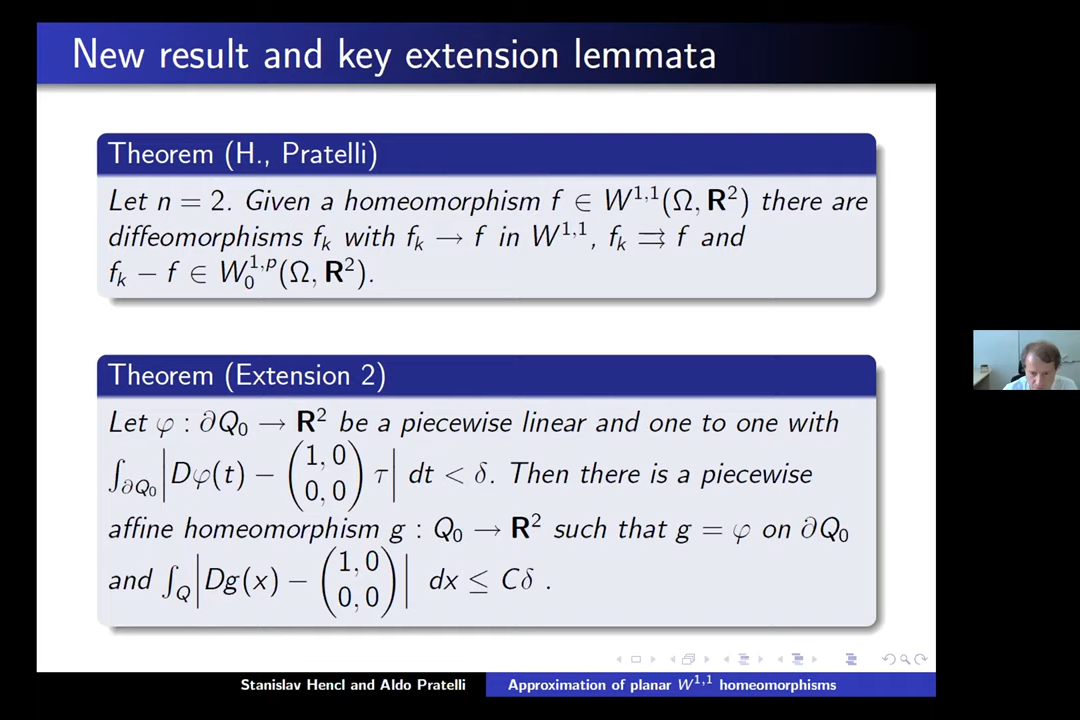 New result and key extension lemmata
Theorem (H., Pratelli)
Let n = 2. Given a homeomorphism f ∈ W^{1,1}(Ω, R²) there are
diffeomorphisms f_k with f_k → f in W^{1,1}, f_k ⇉ f and
f_k − f ∈ W_0^{1,p}(Ω, R²).
Theorem (Extension 2)
Let φ : ∂Q_0 → R² be a piecewise linear and one to one with
∫_{∂Q_0} |Dφ(t) − (1, 0 / 0, 0) τ| dt < δ. Then there is a piecewise
affine homeomorphism g : Q_0 → R² such that g = φ on ∂Q_0
and ∫_Q |Dg(x) − (1, 0 / 0, 0)| dx ≤ Cδ .
Stanislav Hencl and Aldo Pratelli
Approximation of planar W^{1,1} homeomorphisms